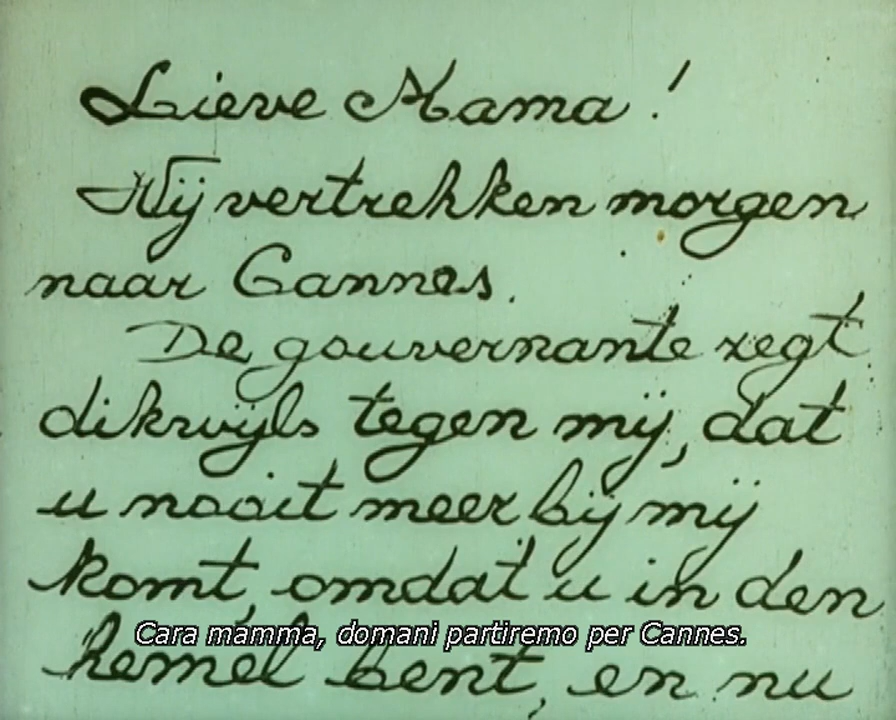 Lieve Mama!
Wij vertrekken morgen
naar Cannes.
De gouvernante zegt
dikwijls tegen mij, dat
u nooit meer bij mij
komt, omdat u in den
hemel bent, en nu
Cara mamma, domani partiremo per Cannes.